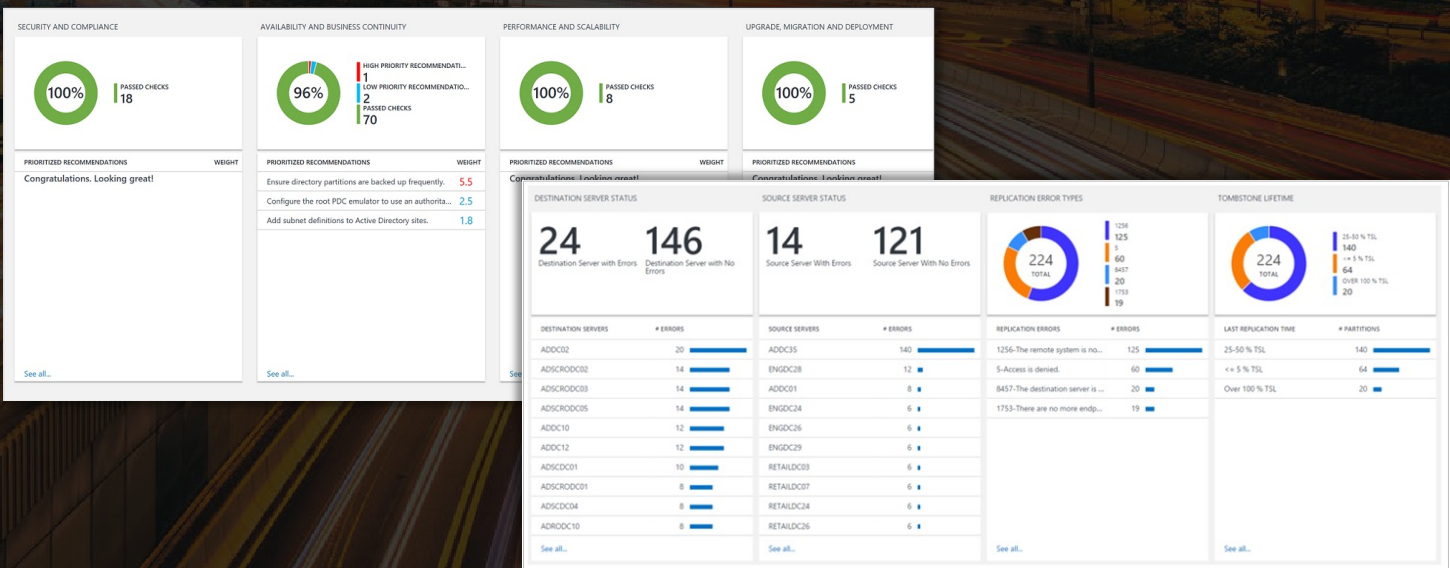 SECURITY AND COMPLIANCE
100%
PASSED CHECKS
18
PRIORITIZED RECOMMENDATIONS WEIGHT
Congratulations. Looking great!
See all...
AVAILABILITY AND BUSINESS CONTINUITY
96%
HIGH PRIORITY RECOMMENDATI...
1
LOW PRIORITY RECOMMENDATIO...
2
PASSED CHECKS
70
PRIORITIZED RECOMMENDATIONS WEIGHT
Ensure directory partitions are backed up frequently. 5.5
Configure the root PDC emulator to use an authorita... 2.5
Add subnet definitions to Active Directory sites. 1.8
See all...
PERFORMANCE AND SCALABILITY
100%
PASSED CHECKS
8
PRIORITIZED RECOMMENDATIONS WEIGHT
Congratulations. Looking great!
See
UPGRADE, MIGRATION AND DEPLOYMENT
100%
PASSED CHECKS
5
PRIORITIZED RECOMMENDATIONS
Congratulations. Looking great!
DESTINATION SERVER STATUS
24
Destination Server with Errors
146
Destination Server with No
Errors
DESTINATION SERVERS # ERRORS
ADDC02 20
ADSCRODC02 14
ADSCRODC03 14
ADSCRODC05 14
ADDC10 12
ADDC12 12
ADSCDC01 10
ADSCRODC01 8
ADSCDC04 8
ADRODC10 8
See all...
SOURCE SERVER STATUS
14
Source Server With Errors
121
Source Server With No Errors
SOURCE SERVERS # ERRORS
ADDC35 140
ENGDC28 12
ADDC01 8
ENGDC24 6
ENGDC26 6
ENGDC29 6
RETAILDC03 6
RETAILDC07 6
RETAILDC24 6
RETAILDC26 6
See all...
REPLICATION ERROR TYPES
224
TOTAL
1256
125
5
60
8457
20
1753
19
REPLICATION ERRORS # ERRORS
1256-The remote system is no... 125
5-Access is denied. 60
8457-The destination server is ... 20
1753-There are no more endp... 19
See all...
TOMBSTONE LIFETIME
224
TOTAL
25-50 % TSL
140
<= 5 % TSL
64
OVER 100 % TSL
20
LAST REPLICATION TIME # PARTITIONS
25-50 % TSL 140
<= 5 % TSL 64
Over 100 % TSL 20
See all...